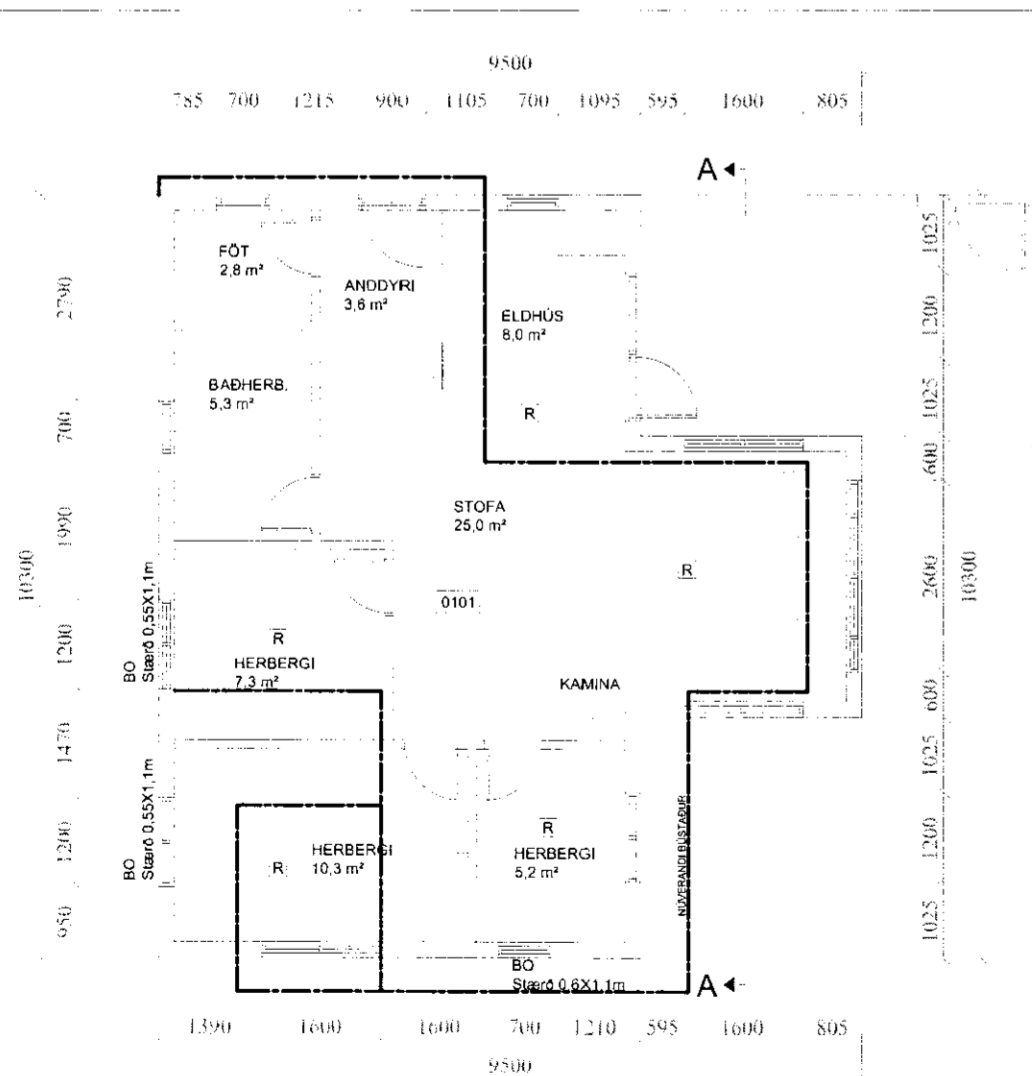 9500
785 700 1215 900 1105 700 1095 595 1600 805
A
FÖT
2,8 m²
ANDDYRI
3,6 m²
ELDHÚS
8,0 m²
BAÐHERB.
5,3 m²
R
STOFA
25,0 m²
R
0101
R
HERBERGI
7,3 m²
KAMINA
R
HERBERGI
10,3 m²
R
HERBERGI
5,2 m²
NÚVERANDI BÚSTAÐUR
BO
Stærð 0,55X1,1m
BO
Stærð 0,55X1,1m
BO
Stærð 0,6X1,1m
A
2790
700
1990
1200
1470
1200
950
10300
1025
1200
1025
600
2600
600
1025
1200
1025
10300
1390 1600 1600 700 1210 595 1600 805
9500